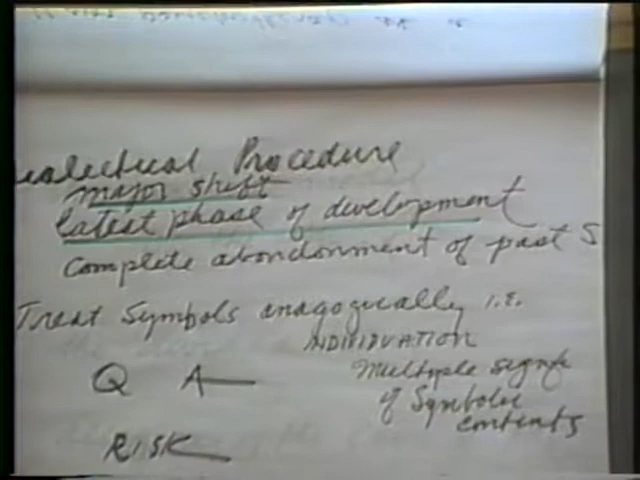 ialectical Procedure
major shift
latest phase of development
complete abondonment of past S
Treat Symbols anagogically i.e.
INDIVIDUATION
Q A
Multiple signf
of Symbolic
contents
RISK